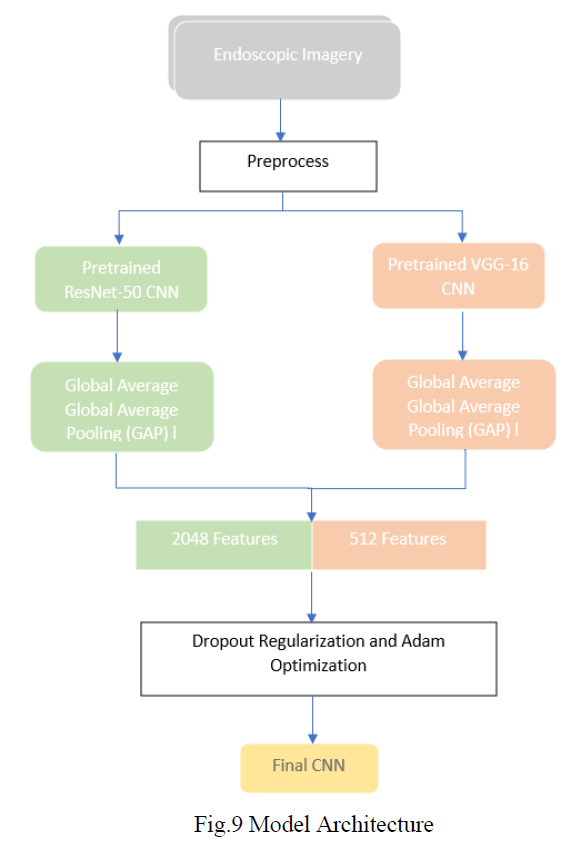 Endoscopic Imagery
Preprocess
Pretrained
ResNet-50 CNN
Pretrained VGG-16
CNN
Global Average
Global Average
Pooling (GAP) l
Global Average
Global Average
Pooling (GAP) l
2048 Features
512 Features
Dropout Regularization and Adam
Optimization
Final CNN
Fig.9 Model Architecture